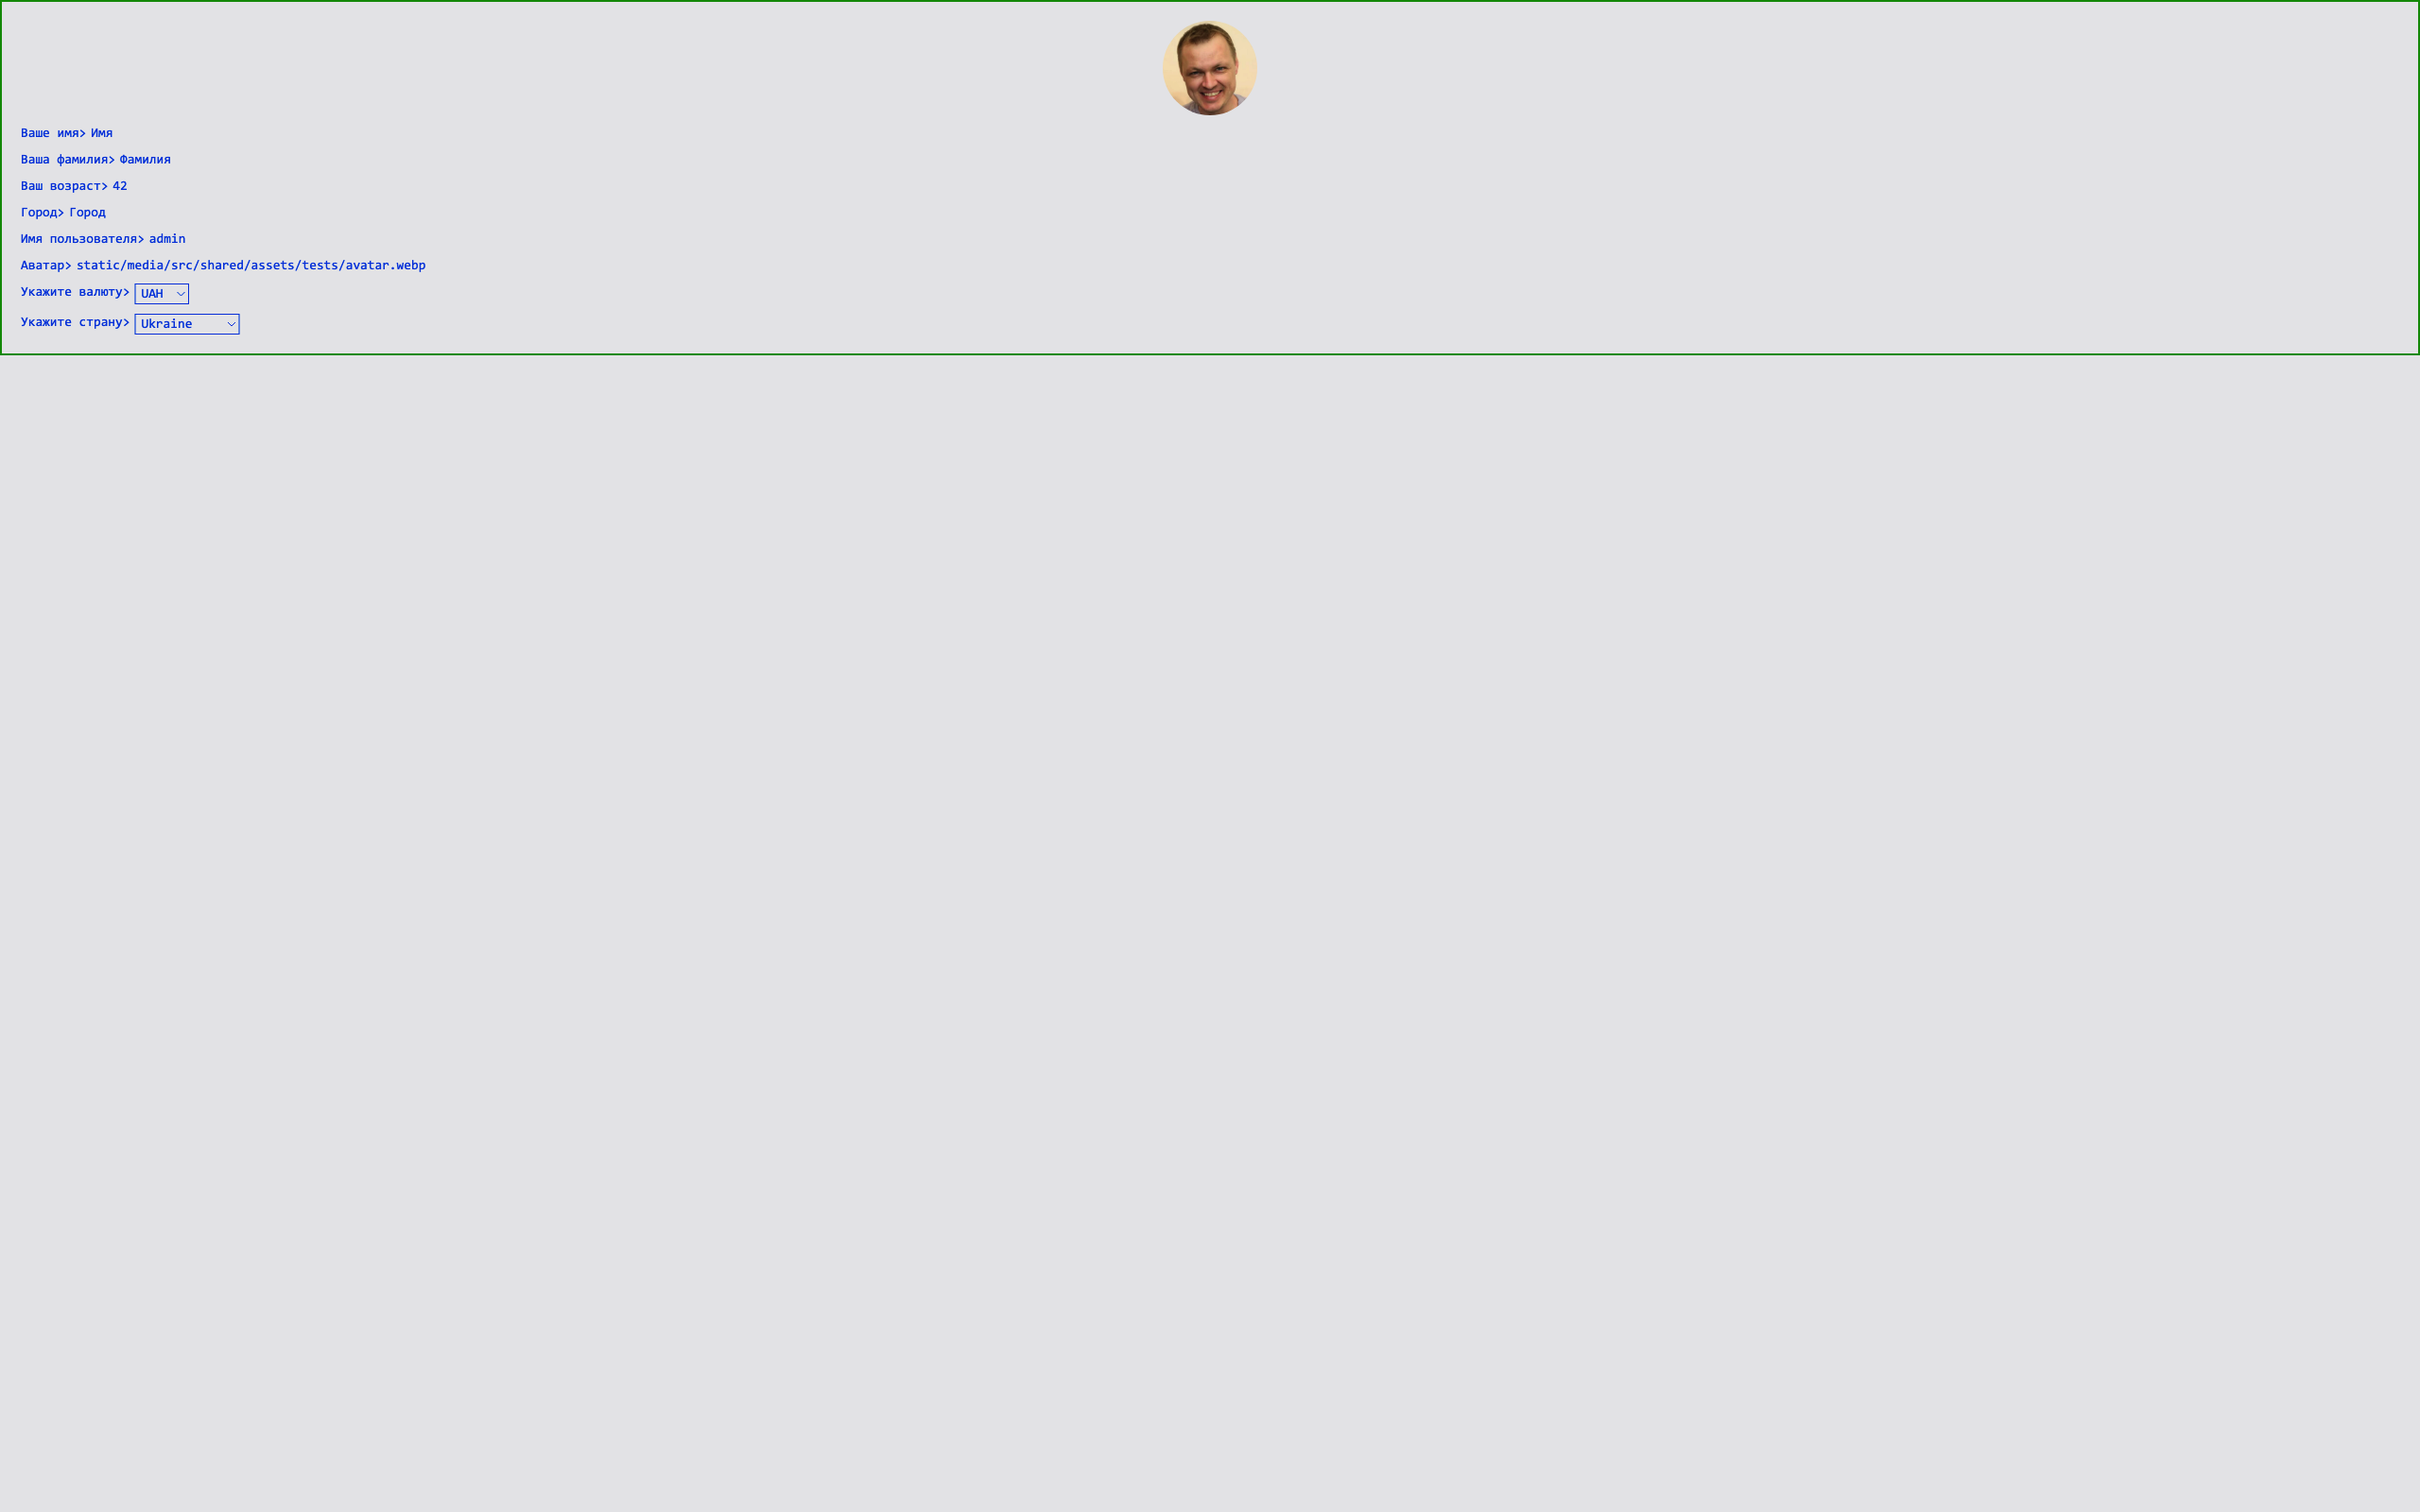 Ваше имя> Имя
Ваша фамилия> Фамилия
Ваш возраст> 42
Город> Город
Имя пользователя> admin
Аватар> static/media/src/shared/assets/tests/avatar.webp
Укажите валюту> UAH
Укажите страну> Ukraine